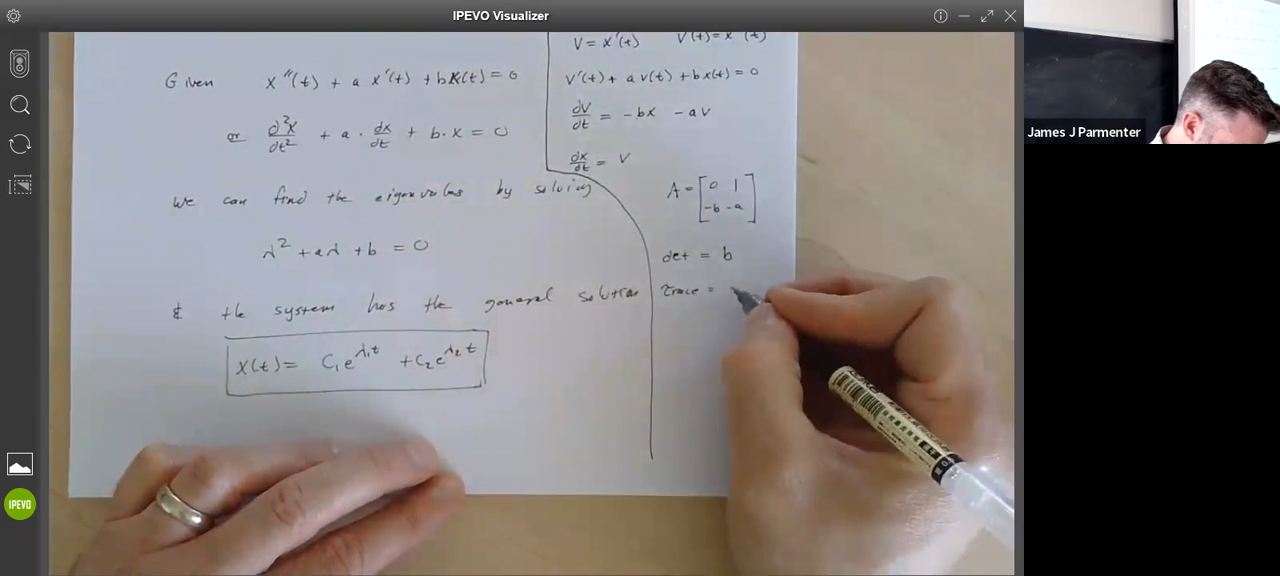 IPEVO Visualizer
V = x'(t) V'(t) = x''(t)
Given x''(t) + a x'(t) + b x(t) = 0
v'(t) + a v(t) + b x(t) = 0
dv/dt = -bx - av
or d²x/dt² + a · dx/dt + b · x = 0
dx/dt = v
James J Parmenter
we can find the eigenvalues by solving
A = [0 1
-b -a]
λ² + aλ + b = 0
det = b
& the system has the general solution
trace =
x(t) = C₁e^λ₁t + C₂e^λ₂t
IPEVO